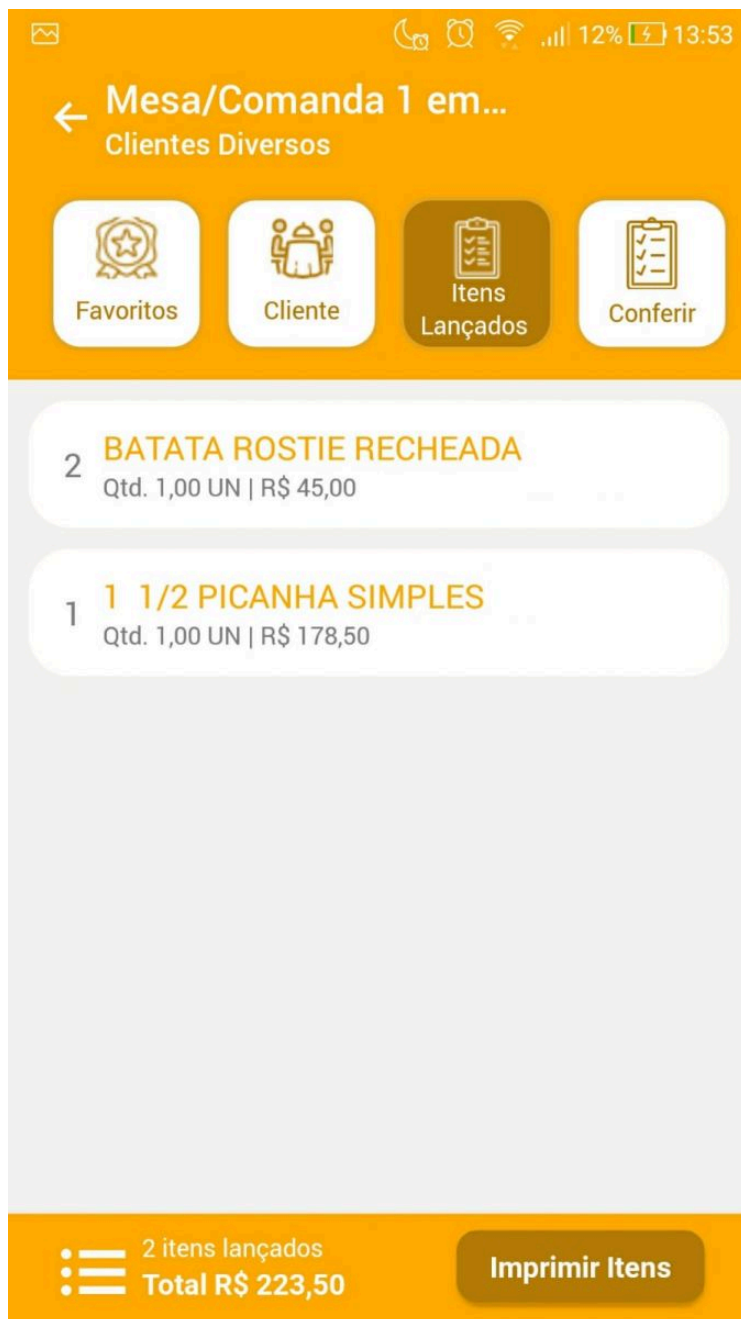 12% 13:53
Mesa/Comanda 1 em...
Clientes Diversos
Favoritos
Cliente
Itens
Lançados
Conferir
2
BATATA ROSTIE RECHEADA
Qtd. 1,00 UN | R$ 45,00
1
1 1/2 PICANHA SIMPLES
Qtd. 1,00 UN | R$ 178,50
2 itens lançados
Total R$ 223,50
Imprimir Itens